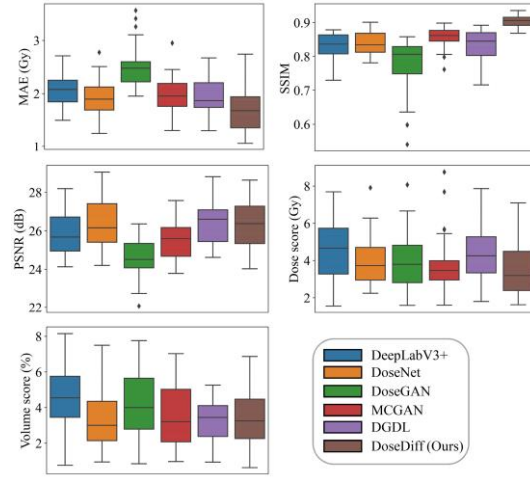 MAE (Gy)
3
2
1
SSIM
0.9
0.8
0.7
0.6
PSNR (dB)
28
26
24
22
Dose score (Gy)
8
6
4
2
Volume score (%)
8
6
4
2
DeepLabV3+
DoseNet
DoseGAN
MCGAN
DGDL
DoseDiff (Ours)